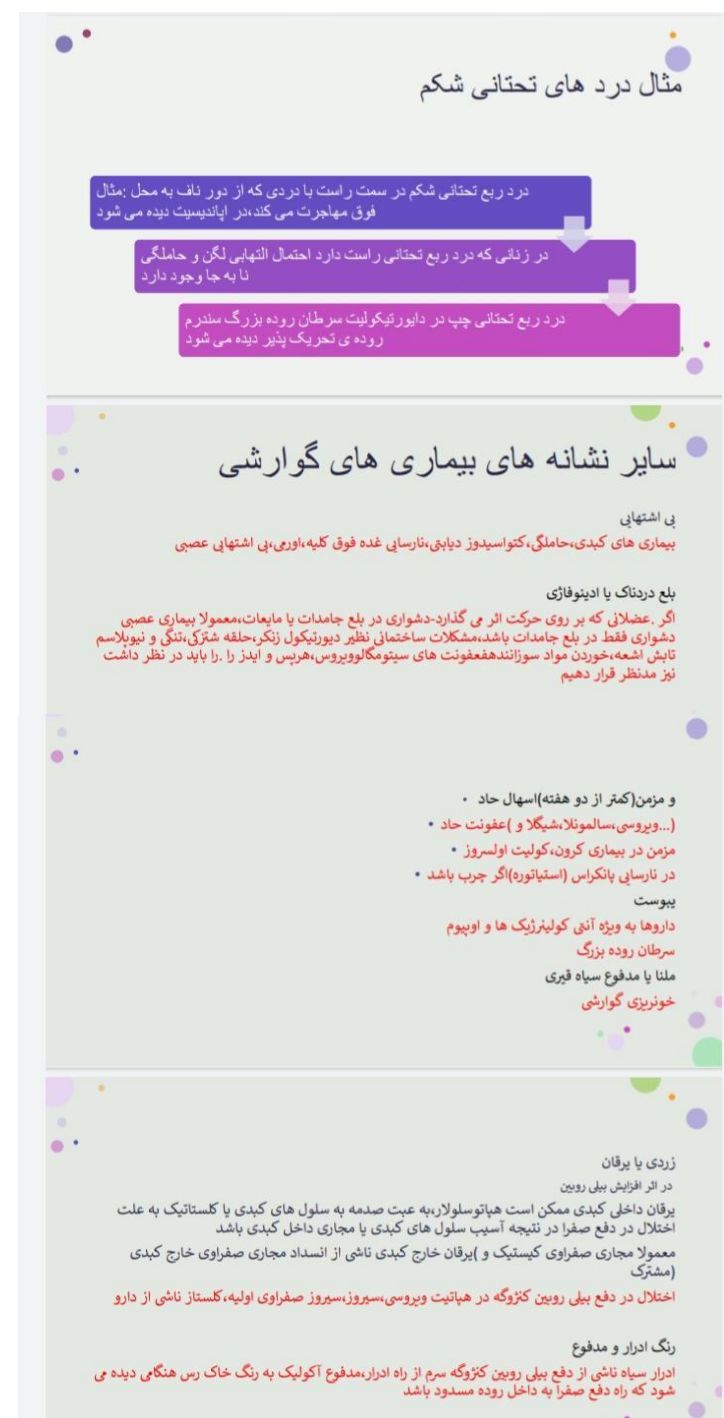 مثال درد های تحتانی شکم
درد ربع تحتانی شکم در سمت راست با دردی که از دور ناف به محل :مثال
فوق مهاجرت می کند،در اپاندیسیت دیده می شود
در زنانی که درد ربع تحتانی راست دارد احتمال التهابی لگن و حاملگی
نا به جا وجود دارد
درد ربع تحتانی چپ در دایورتیکولیت سرطان روده بزرگ سندرم
روده ی تحریک پذیر دیده می شود
سایر نشانه های بیماری های گوارشی
بی اشتهایی
بیماری های کبدی،حاملگی،کتواسیدوز دیابتی،نارسایی غده فوق کلیه،اورمی،بی اشتهایی عصبی
بلع دردناک یا ادینوفاژی
اگر .عضلانی که بر روی حرکت اثر می گذارد-دشواری در بلع جامدات یا مایعات،معمولا بیماری عصبی
دشواری فقط در بلع جامدات باشد،مشکلات ساختمانی نظیر دیورتیکول زنکر،حلقه شتزکی،تنگی و نیوپلاسم
تابش اشعه،خوردن مواد سوزانندهفعفونت های سیتومگالوویروس،هرپس و ایدز را .را باید در نظر داشت
نیز مدنظر قرار دهیم
و مزمن(کمتر از دو هفته)اسهال حاد •
(...ویروسی،سالمونلا،شیگلا و )عفونت حاد •
مزمن در بیماری کرون،کولیت اولسروز •
در نارسایی پانکراس (استیاتوره)اگر چرب باشد •
یبوست
داروها به ویژه آنتی کولینرژیک ها و اوپیوم
سرطان روده بزرگ
ملنا یا مدفوع سیاه قیری
خونریزی گوارشی
زردی یا یرقان
در اثر افزایش بیلی روبین
یرقان داخلی کبدی ممکن است هپاتوسلولار،به عبت صدمه به سلول های کبدی یا کلستاتیک به علت
اختلال در دفع صفرا در نتیجه آسیب سلول های کبدی یا مجاری داخل کبدی باشد
معمولا مجاری صفراوی کیستیک و )یرقان خارج کبدی ناشی از انسداد مجاری صفراوی خارج کبدی
(مشترک
اختلال در دفع بیلی روبین کنژوگه در هپاتیت ویروسی،سیروز،سیروز صفراوی اولیه،کلستاز ناشی از دارو
رنگ ادرار و مدفوع
ادرار سیاه ناشی از دفع بیلی روبین کنژوگه سرم از راه ادرار،مدفوع آکولیک به رنگ خاک رس هنگامی دیده می
شود که راه دفع صفرا به داخل روده مسدود باشد